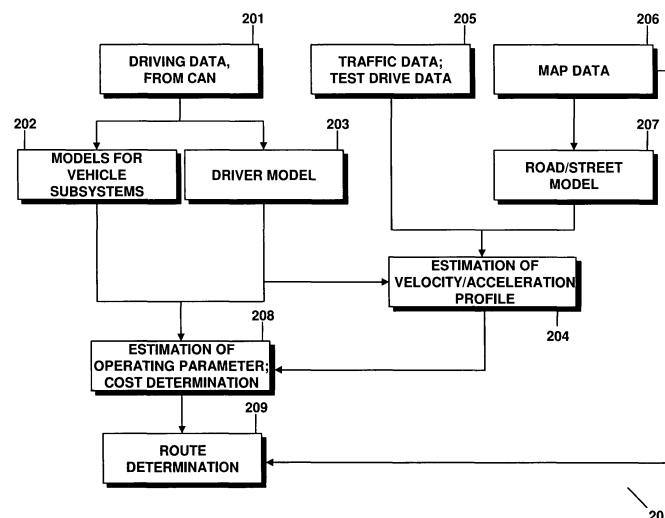 201
DRIVING DATA,
FROM CAN
205
TRAFFIC DATA;
TEST DRIVE DATA
206
MAP DATA
202
MODELS FOR
VEHICLE
SUBSYSTEMS
203
DRIVER MODEL
207
ROAD/STREET
MODEL
ESTIMATION OF
VELOCITY/ACCELERATION
PROFILE
204
208
ESTIMATION OF
OPERATING PARAMETER;
COST DETERMINATION
209
ROUTE
DETERMINATION